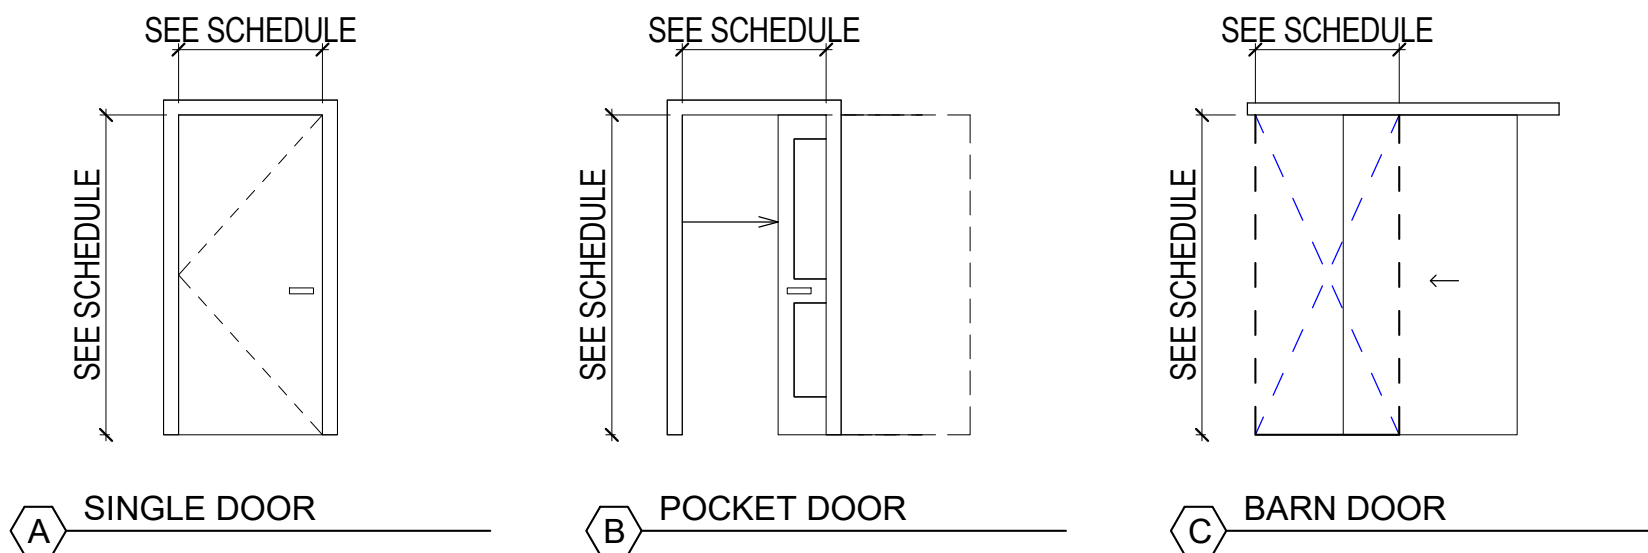 SEE SCHEDULE
SEE SCHEDULE
A SINGLE DOOR
SEE SCHEDULE
SEE SCHEDULE
B POCKET DOOR
SEE SCHEDULE
SEE SCHEDULE
C BARN DOOR